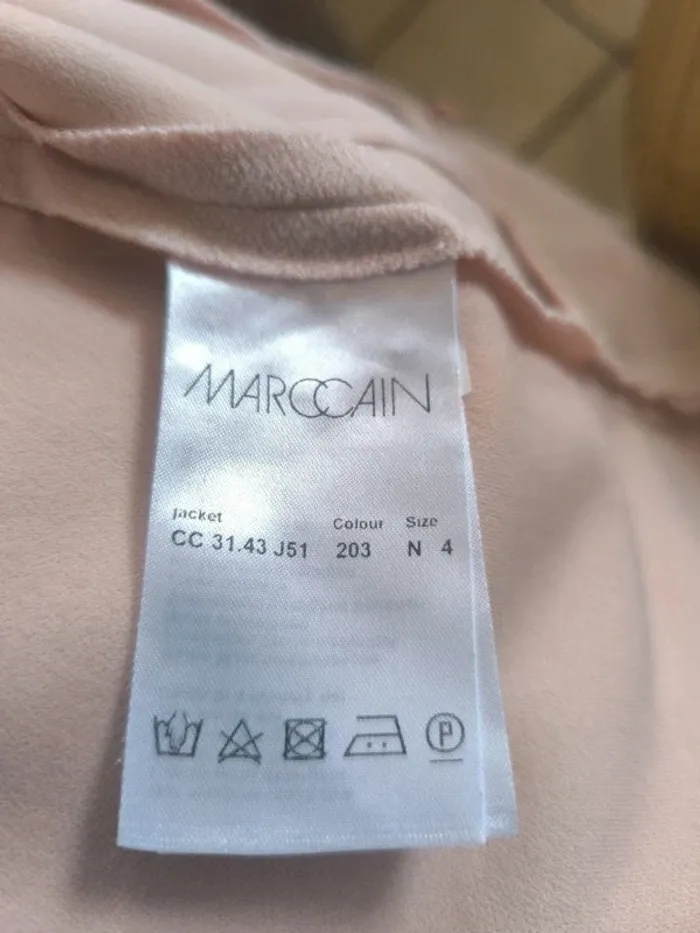 MARCCAIN
Jacket Colour Size
CC 31.43 J51 203 N 4
P